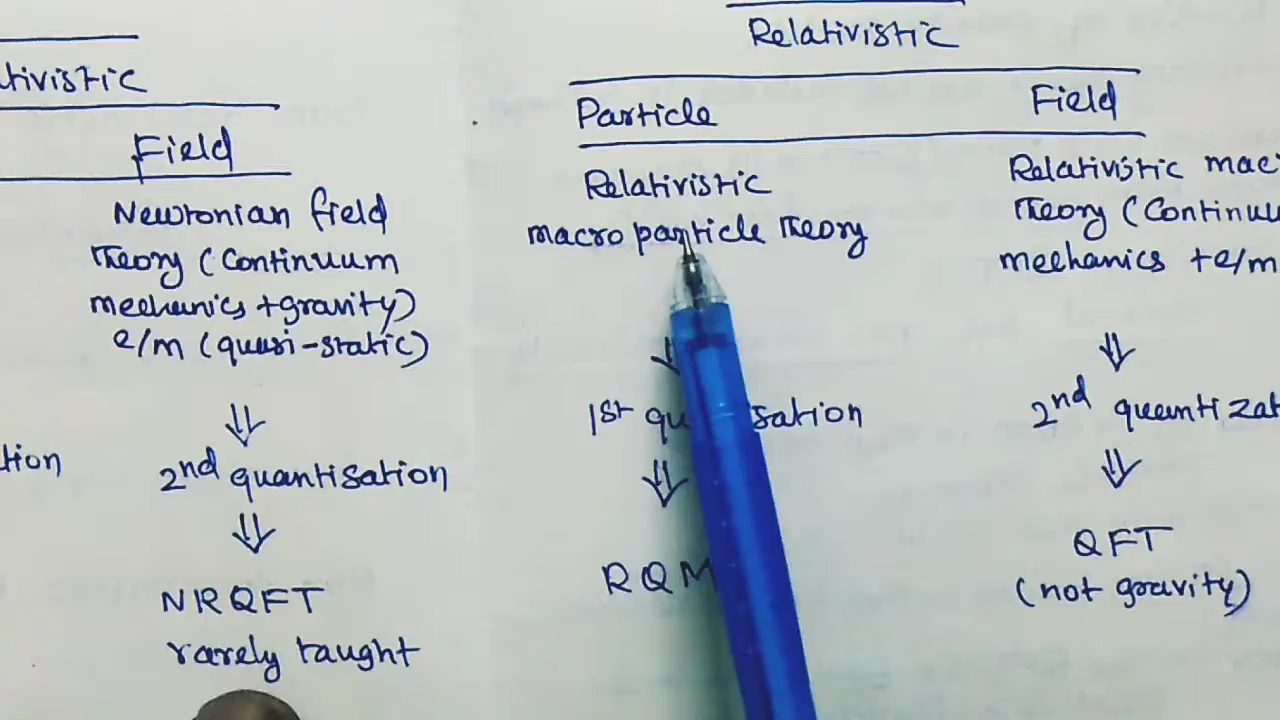 tivistic
Field
Newtonian field
Theory (Continuum
mechanics + gravity)
e/m (quasi-static)
⇓
tion
2nd quantisation
⇓
NRQFT
rarely taught
Relativistic
Particle
Relativistic
macro particle Theory
1st qu sation
⇓
RQM
Field
Relativistic mac
Theory (Continuu
mechanics + e/m
⇓
2nd quantizat
⇓
QFT
(not gravity)